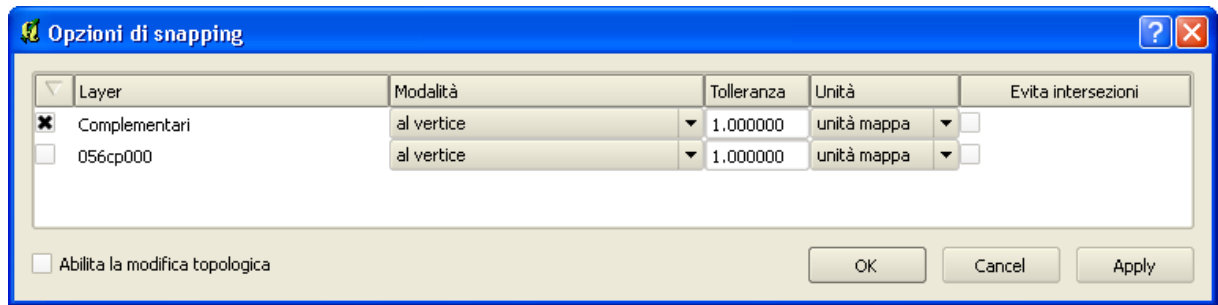 Opzioni di snapping
Layer Modalità Tolleranza Unità Evita intersezioni
Complementari al vertice 1.000000 unità mappa
056cp000 al vertice 1.000000 unità mappa
Abilita la modifica topologica OK Cancel Apply